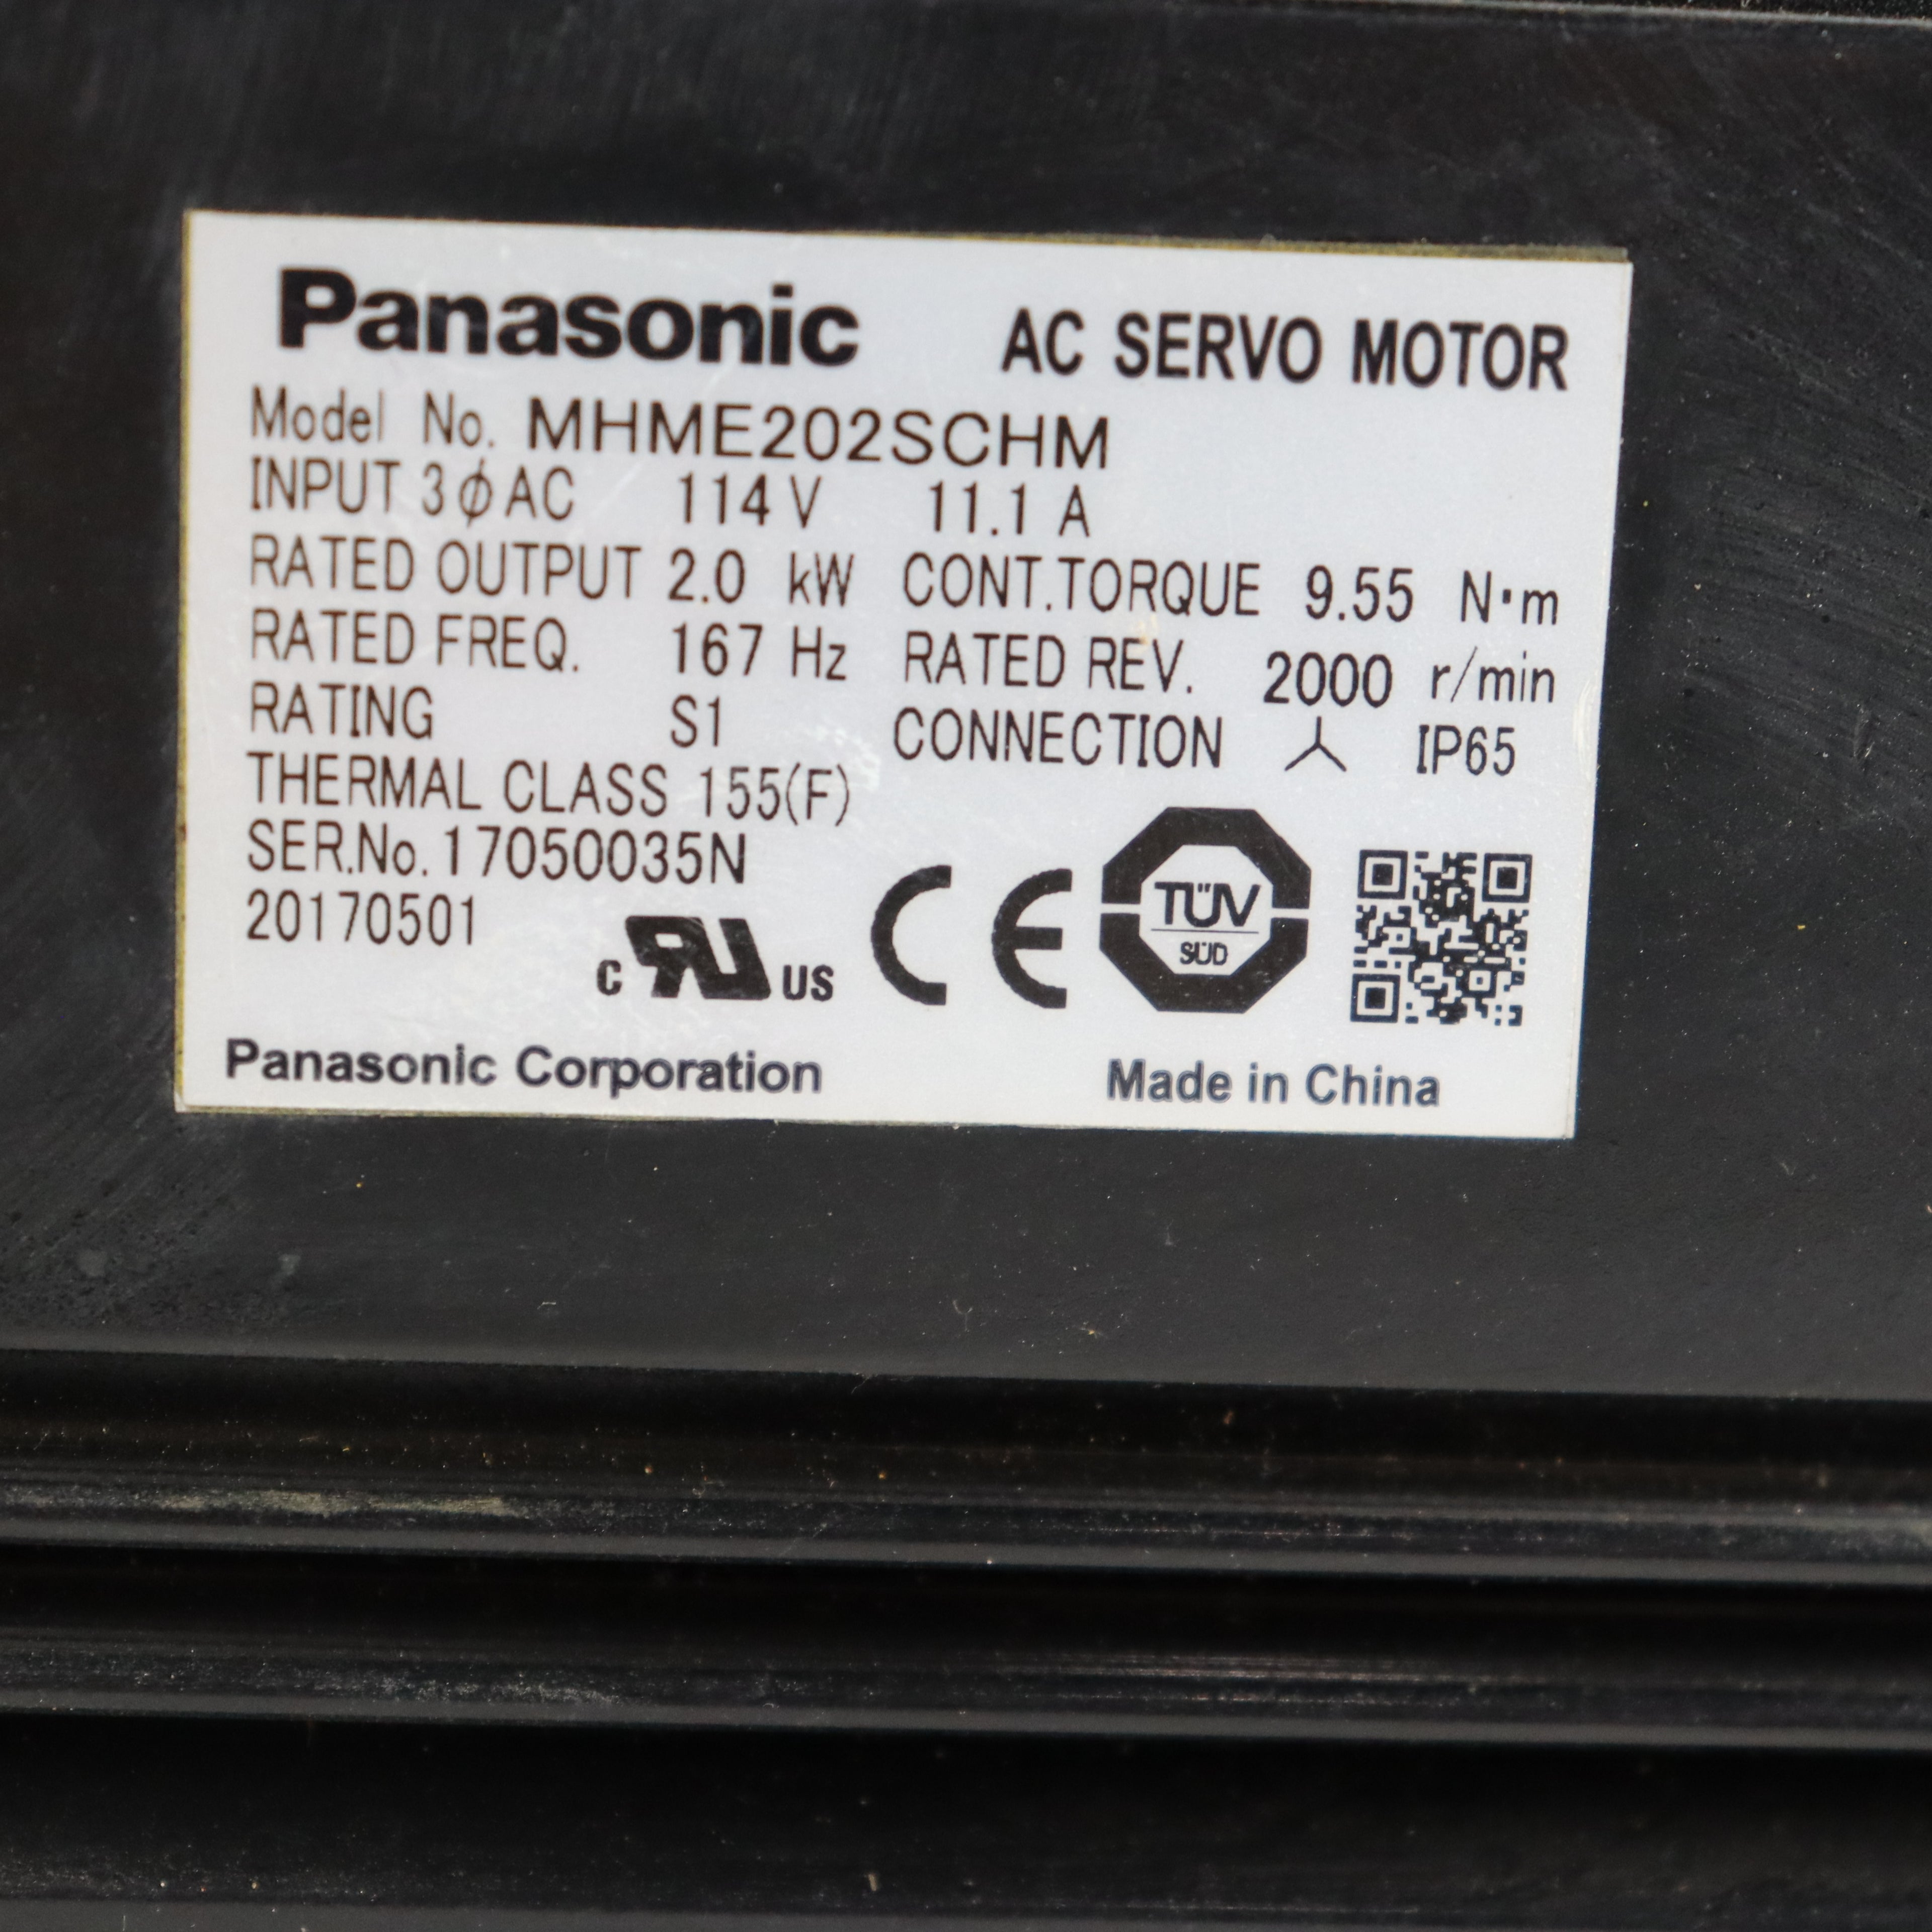 Panasonic AC SERVO MOTOR
Model No. MHME202SCHM
INPUT 3ϕAC 114 V 11.1 A
RATED OUTPUT 2.0 kW CONT.TORQUE 9.55 N·m
RATED FREQ. 167 Hz RATED REV. 2000 r/min
RATING S1 CONNECTION IP65
THERMAL CLASS 155(F)
SER.No.17050035N
20170501
c RU US CE TÜV
SÜD
Panasonic Corporation Made in China